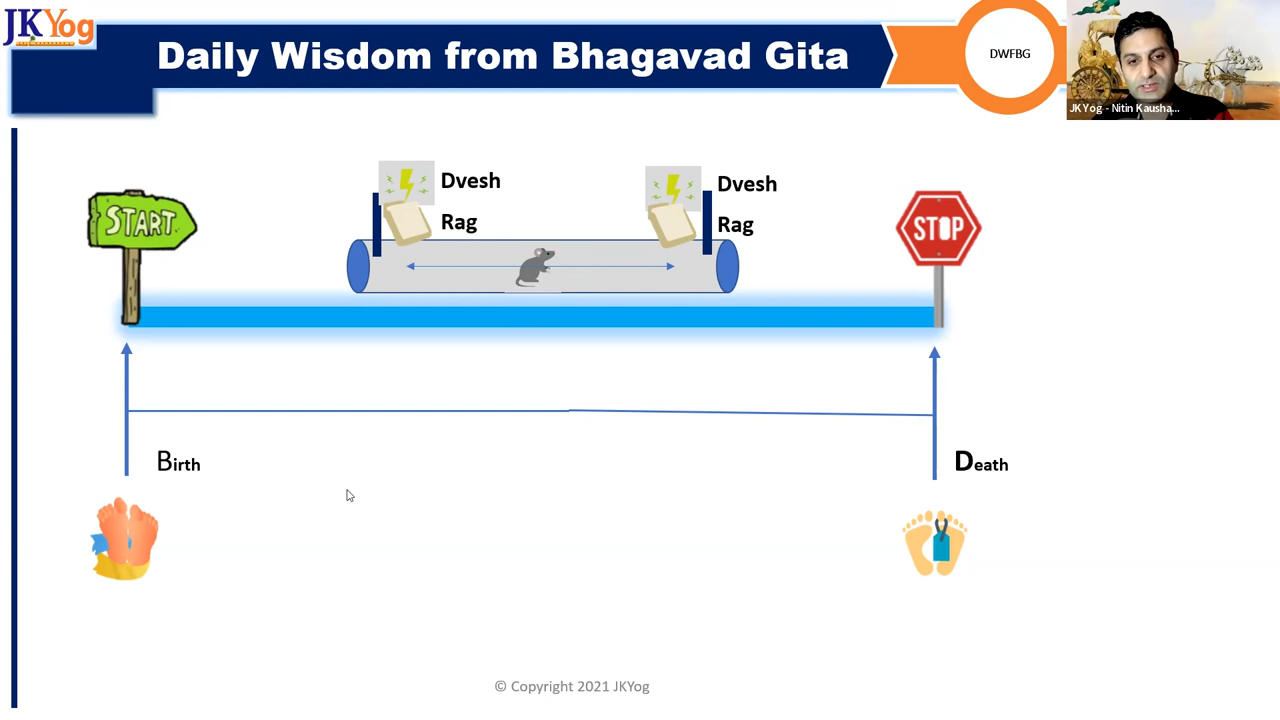 JKYog
Daily Wisdom from Bhagavad Gita
DWFBG
JKYog - Nitin Kausha...
START
Dvesh
Rag
Dvesh
Rag
STOP
Birth
Death
© Copyright 2021 JKYog